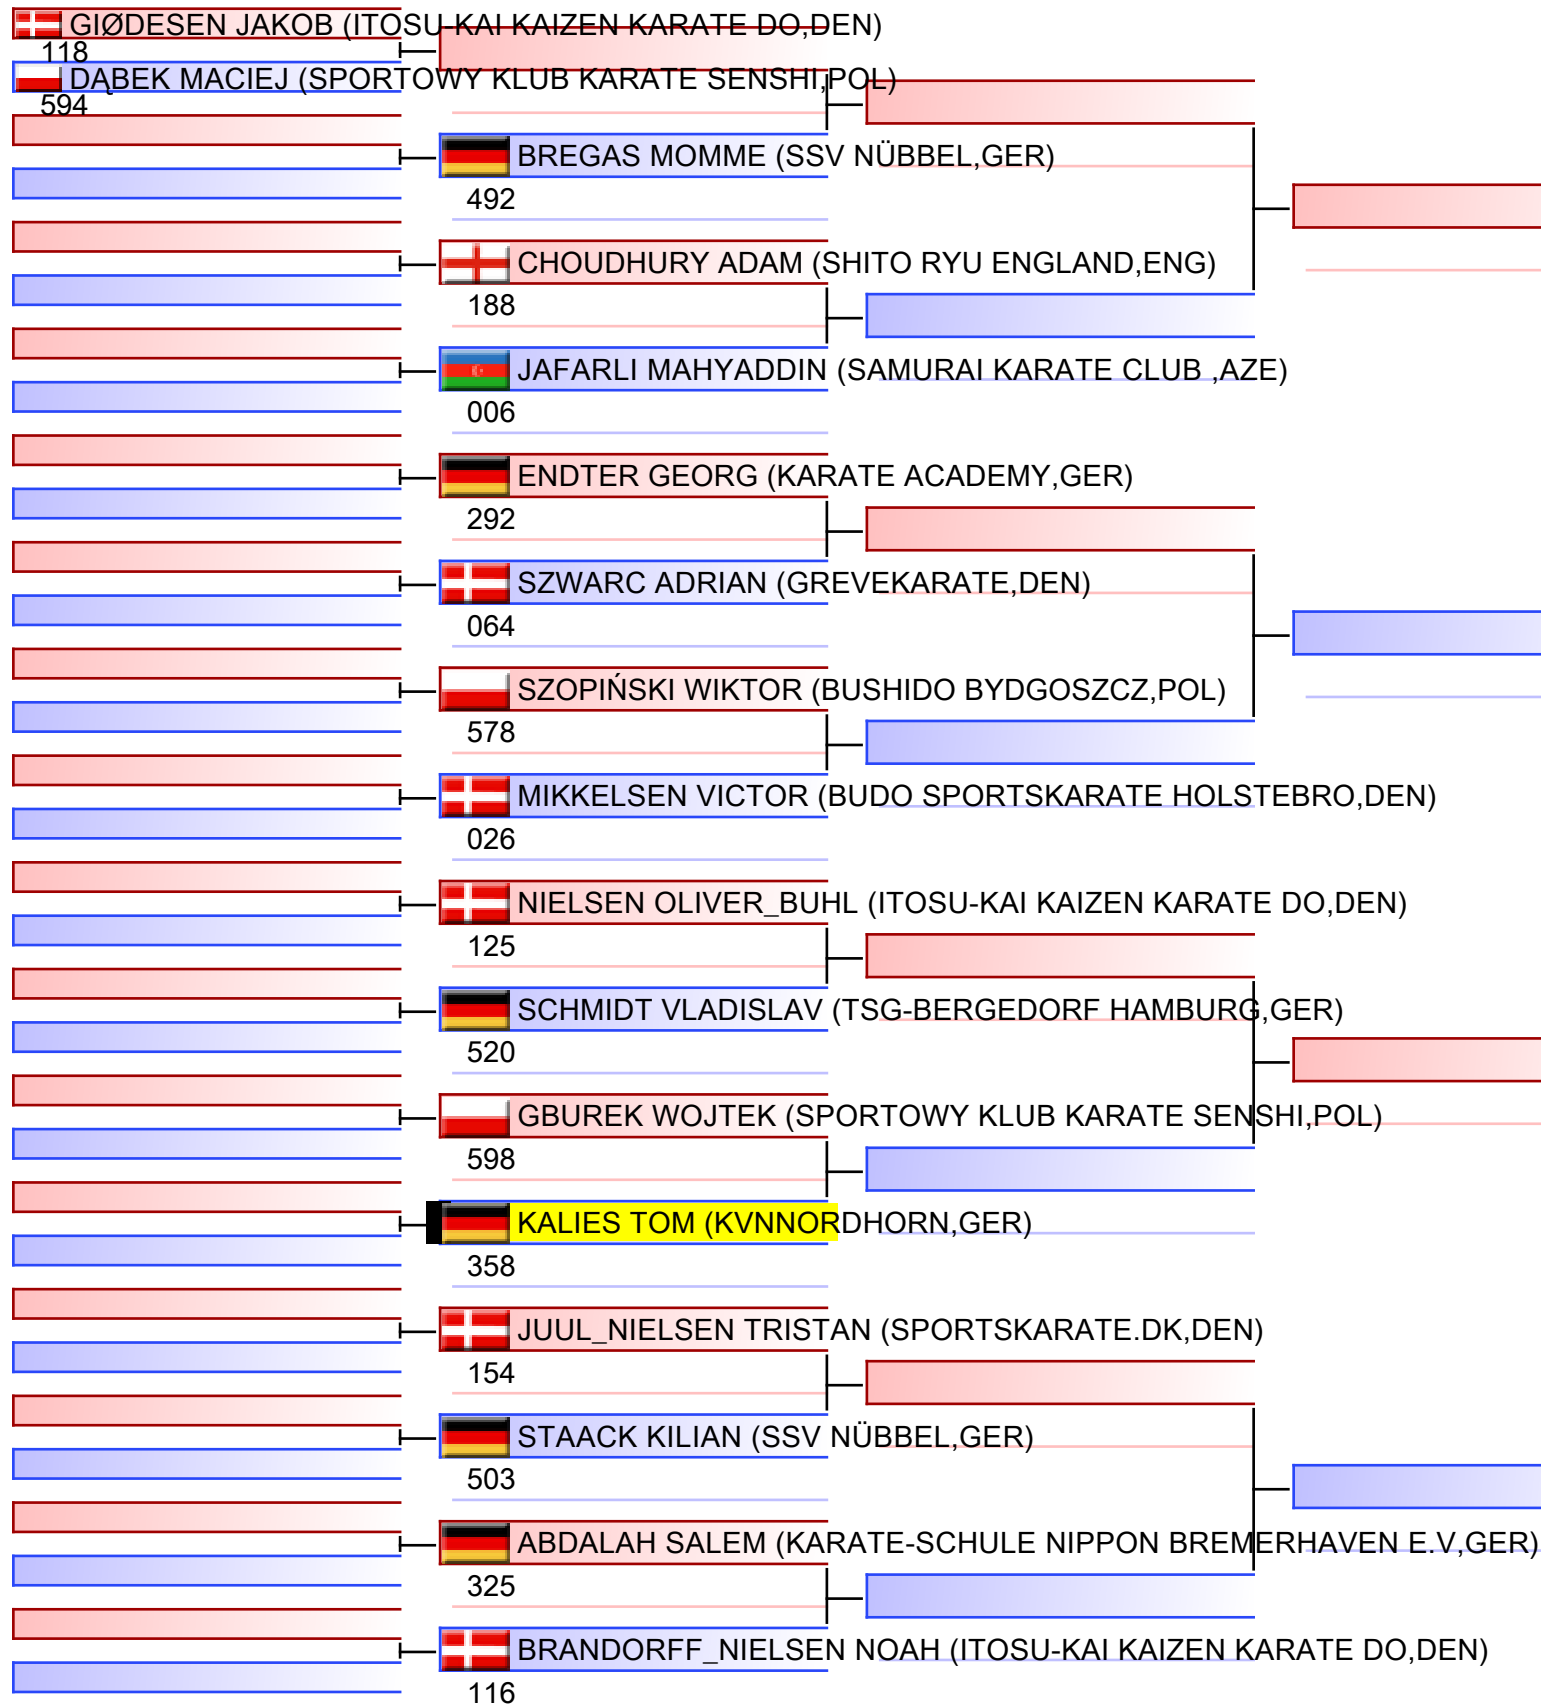 GIØDESEN JAKOB (ITOSU-KAI KAIZEN KARATE DO,DEN)
118
DĄBEK MACIEJ (SPORTOWY KLUB KARATE SENSHI,POL)
594
BREGAS MOMME (SSV NÜBBEL,GER)
492
CHOUDHURY ADAM (SHITO RYU ENGLAND,ENG)
188
JAFARLI MAHYADDIN (SAMURAI KARATE CLUB ,AZE)
006
ENDTER GEORG (KARATE ACADEMY,GER)
292
SZWARC ADRIAN (GREVEKARATE,DEN)
064
SZOPIŃSKI WIKTOR (BUSHIDO BYDGOSZCZ,POL)
578
MIKKELSEN VICTOR (BUDO SPORTSKARATE HOLSTEBRO,DEN)
026
NIELSEN OLIVER_BUHL (ITOSU-KAI KAIZEN KARATE DO,DEN)
125
SCHMIDT VLADISLAV (TSG-BERGEDORF HAMBURG,GER)
520
GBUREK WOJTEK (SPORTOWY KLUB KARATE SENSHI,POL)
598
KALIES TOM (KVNNORDHORN,GER)
358
JUUL_NIELSEN TRISTAN (SPORTSKARATE.DK,DEN)
154
STAACK KILIAN (SSV NÜBBEL,GER)
503
ABDALAH SALEM (KARATE-SCHULE NIPPON BREMERHAVEN E.V,GER)
325
BRANDORFF_NIELSEN NOAH (ITOSU-KAI KAIZEN KARATE DO,DEN)
116